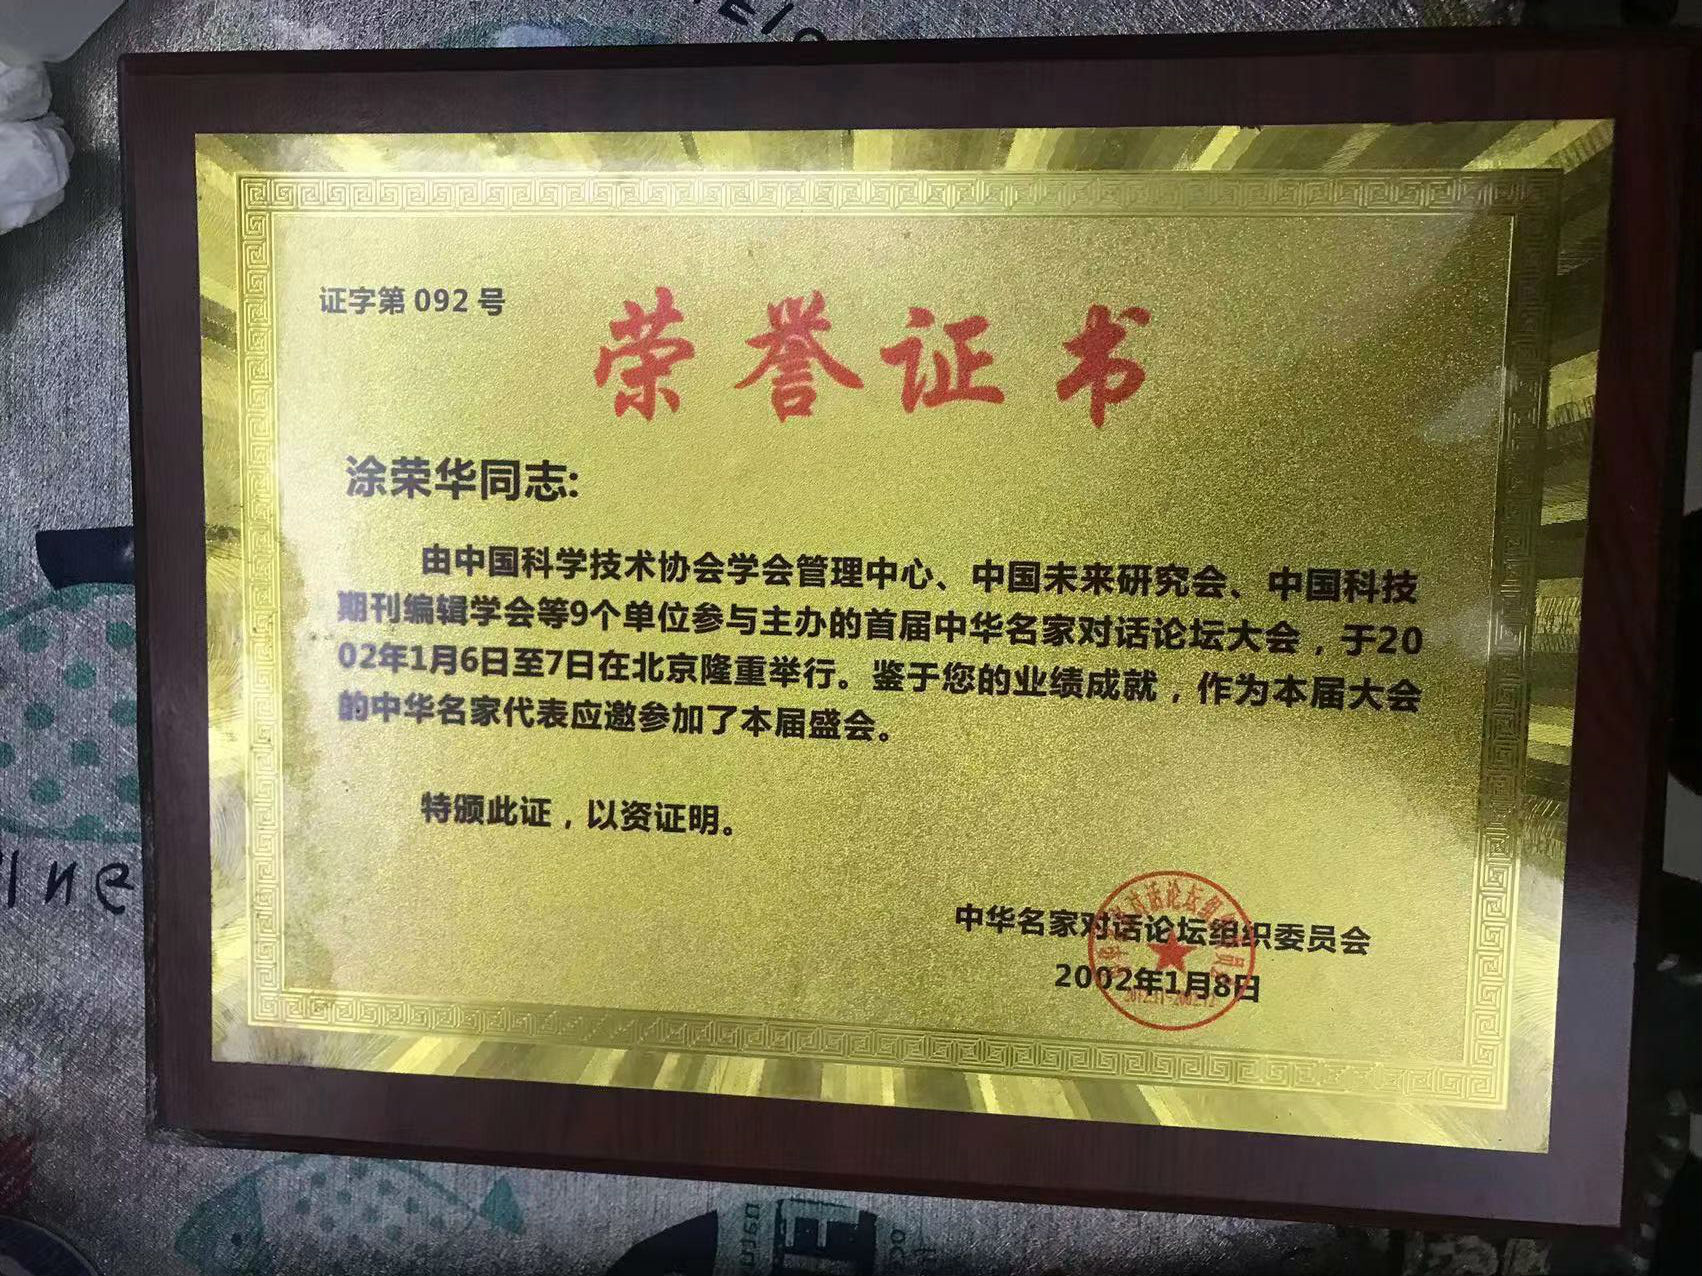 证字第 092 号
荣誉证书
涂荣华同志:
由中国科学技术协会学会管理中心、中国未来研究会、中国科技
期刊编辑学会等9个单位参与主办的首届中华名家对话论坛大会，于20
02年1月6日至7日在北京隆重举行。鉴于您的业绩成就，作为本届大会
的中华名家代表应邀参加了本届盛会。
特颁此证，以资证明。
中华名家对话论坛组织委员会
2002年1月8日